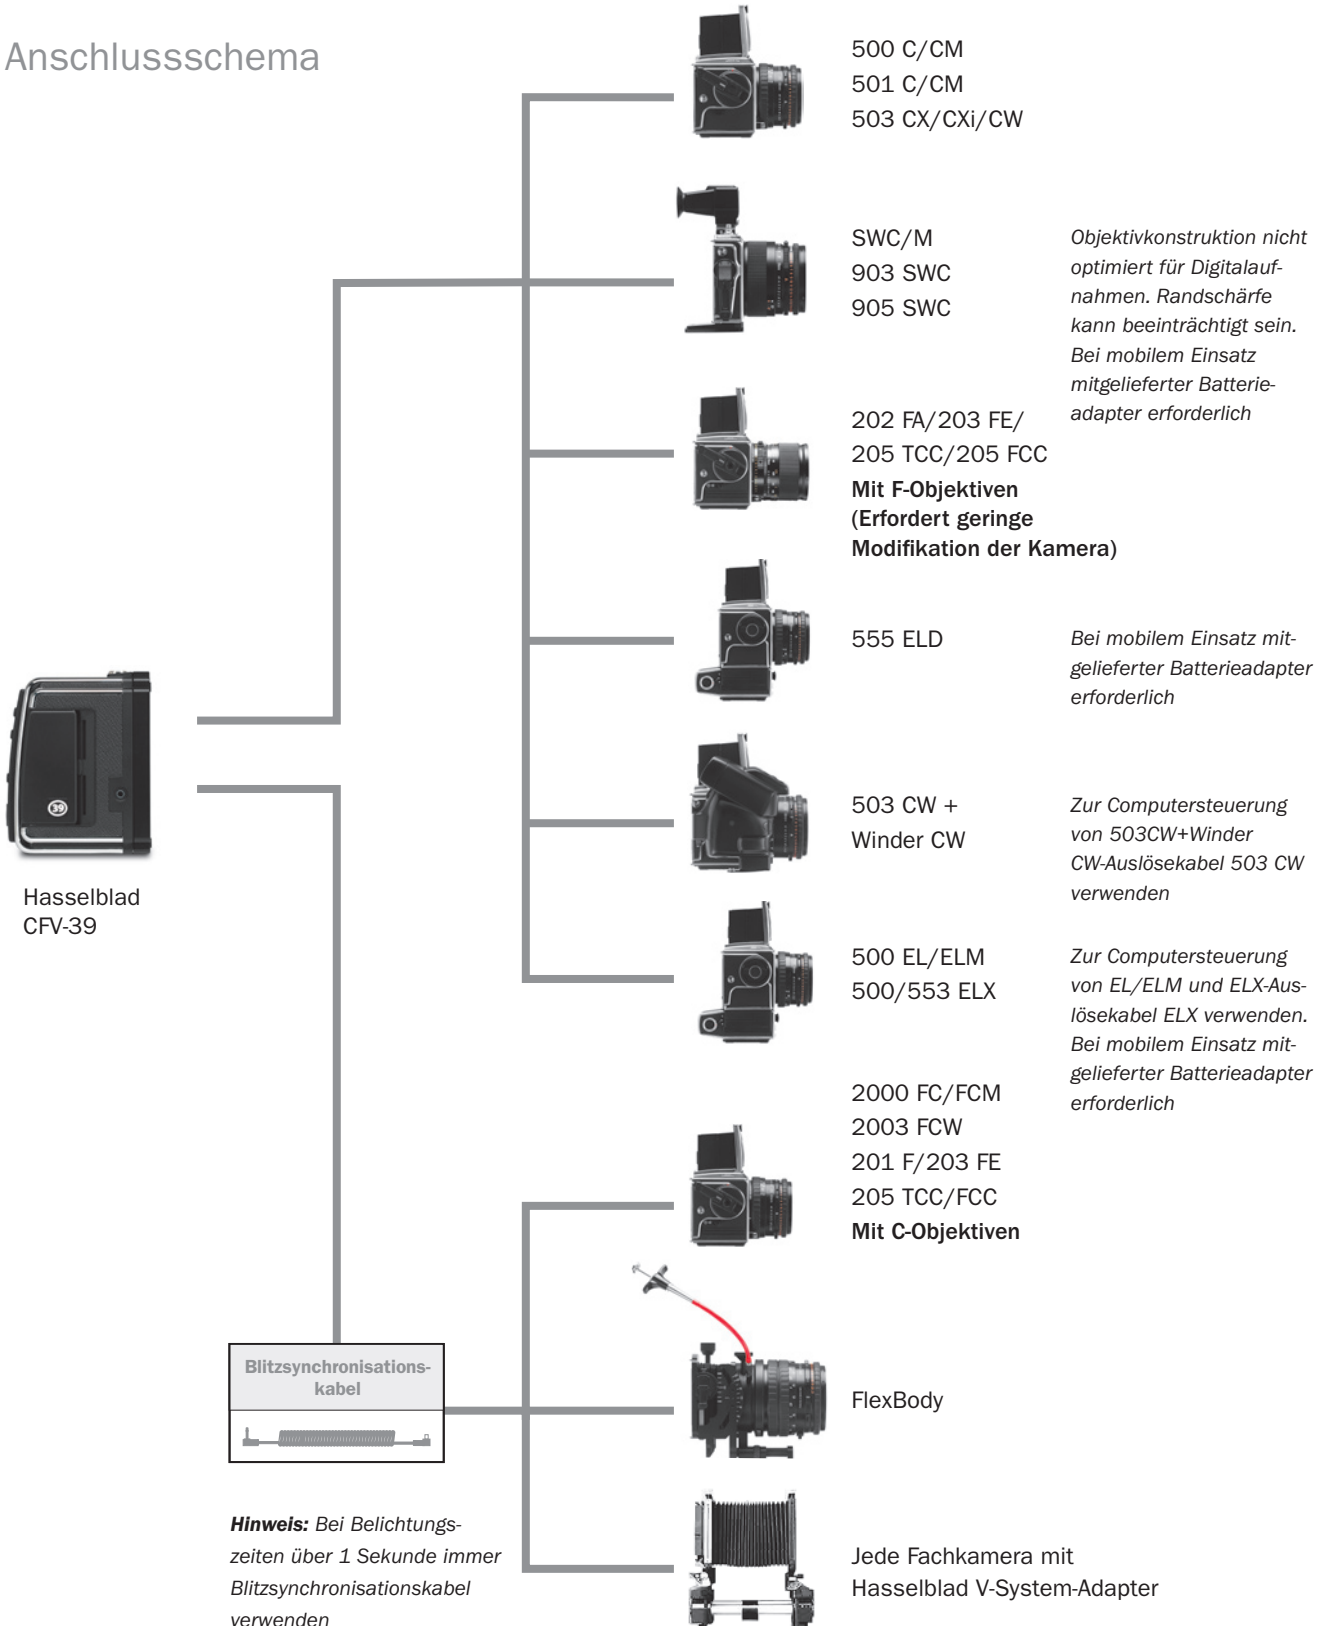 Anschlussschema
500 C/CM
501 C/CM
503 CX/CXi/CW
SWC/M
903 SWC
905 SWC
Objektivkonstruktion nicht
optimiert für Digitalauf-
nahmen. Randschärfe
kann beeinträchtigt sein.
Bei mobilem Einsatz
mitgelieferter Batterie-
adapter erforderlich
202 FA/203 FE/
205 TCC/205 FCC
Mit F-Objektiven
(Erfordert geringe
Modifikation der Kamera)
555 ELD
Bei mobilem Einsatz mit-
gelieferter Batterieadapter
erforderlich
39
Hasselblad
CFV-39
503 CW +
Winder CW
Zur Computersteuerung
von 503CW+Winder
CW-Auslösekabel 503 CW
verwenden
500 EL/ELM
500/553 ELX
Zur Computersteuerung
von EL/ELM und ELX-Aus-
lösekabel ELX verwenden.
Bei mobilem Einsatz mit-
gelieferter Batterieadapter
erforderlich
2000 FC/FCM
2003 FCW
201 F/203 FE
205 TCC/FCC
Mit C-Objektiven
Blitzsynchronisations-
kabel
FlexBody
Hinweis: Bei Belichtungs-
zeiten über 1 Sekunde immer
Blitzsynchronisationskabel
verwenden
Jede Fachkamera mit
Hasselblad V-System-Adapter